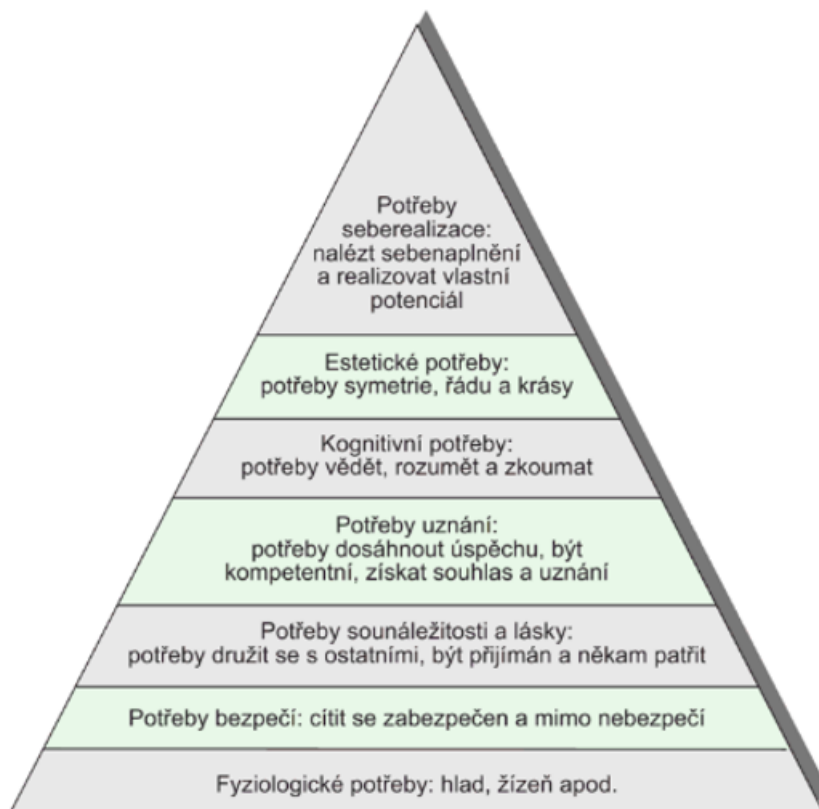 Potřeby
seberealizace:
nalézt sebenaplnění
a realizovat vlastní
potenciál
Estetické potřeby:
potřeby symetrie, řádu a krásy
Kognitivní potřeby:
potřeby vědět, rozumět a zkoumat
Potřeby uznání:
potřeby dosáhnout úspěchu, být
kompetentní, získat souhlas a uznání
Potřeby sounáležitosti a lásky:
potřeby družit se s ostatními, být přijímán a někam patřit
Potřeby bezpečí: cítit se zabezpečen a mimo nebezpečí
Fyziologické potřeby: hlad, žízeň apod.